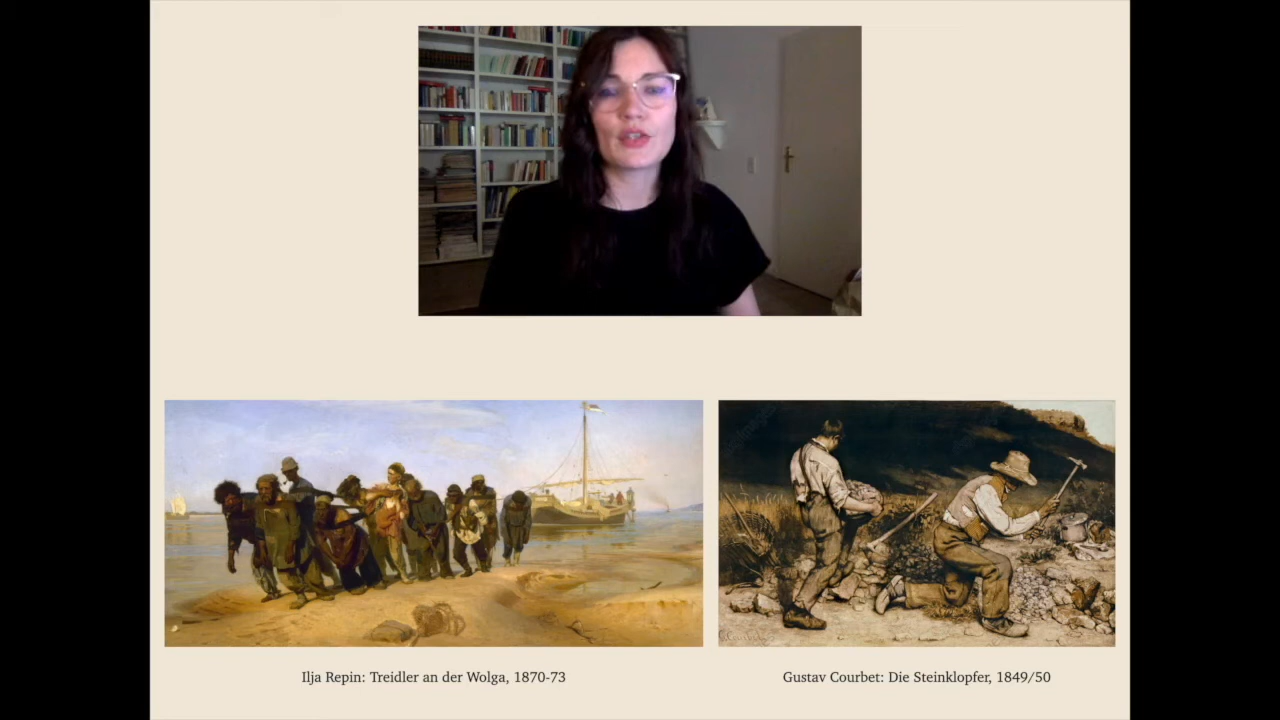 Ilja Repin: Treidler an der Wolga, 1870-73
Gustav Courbet: Die Steinklopfer, 1849/50